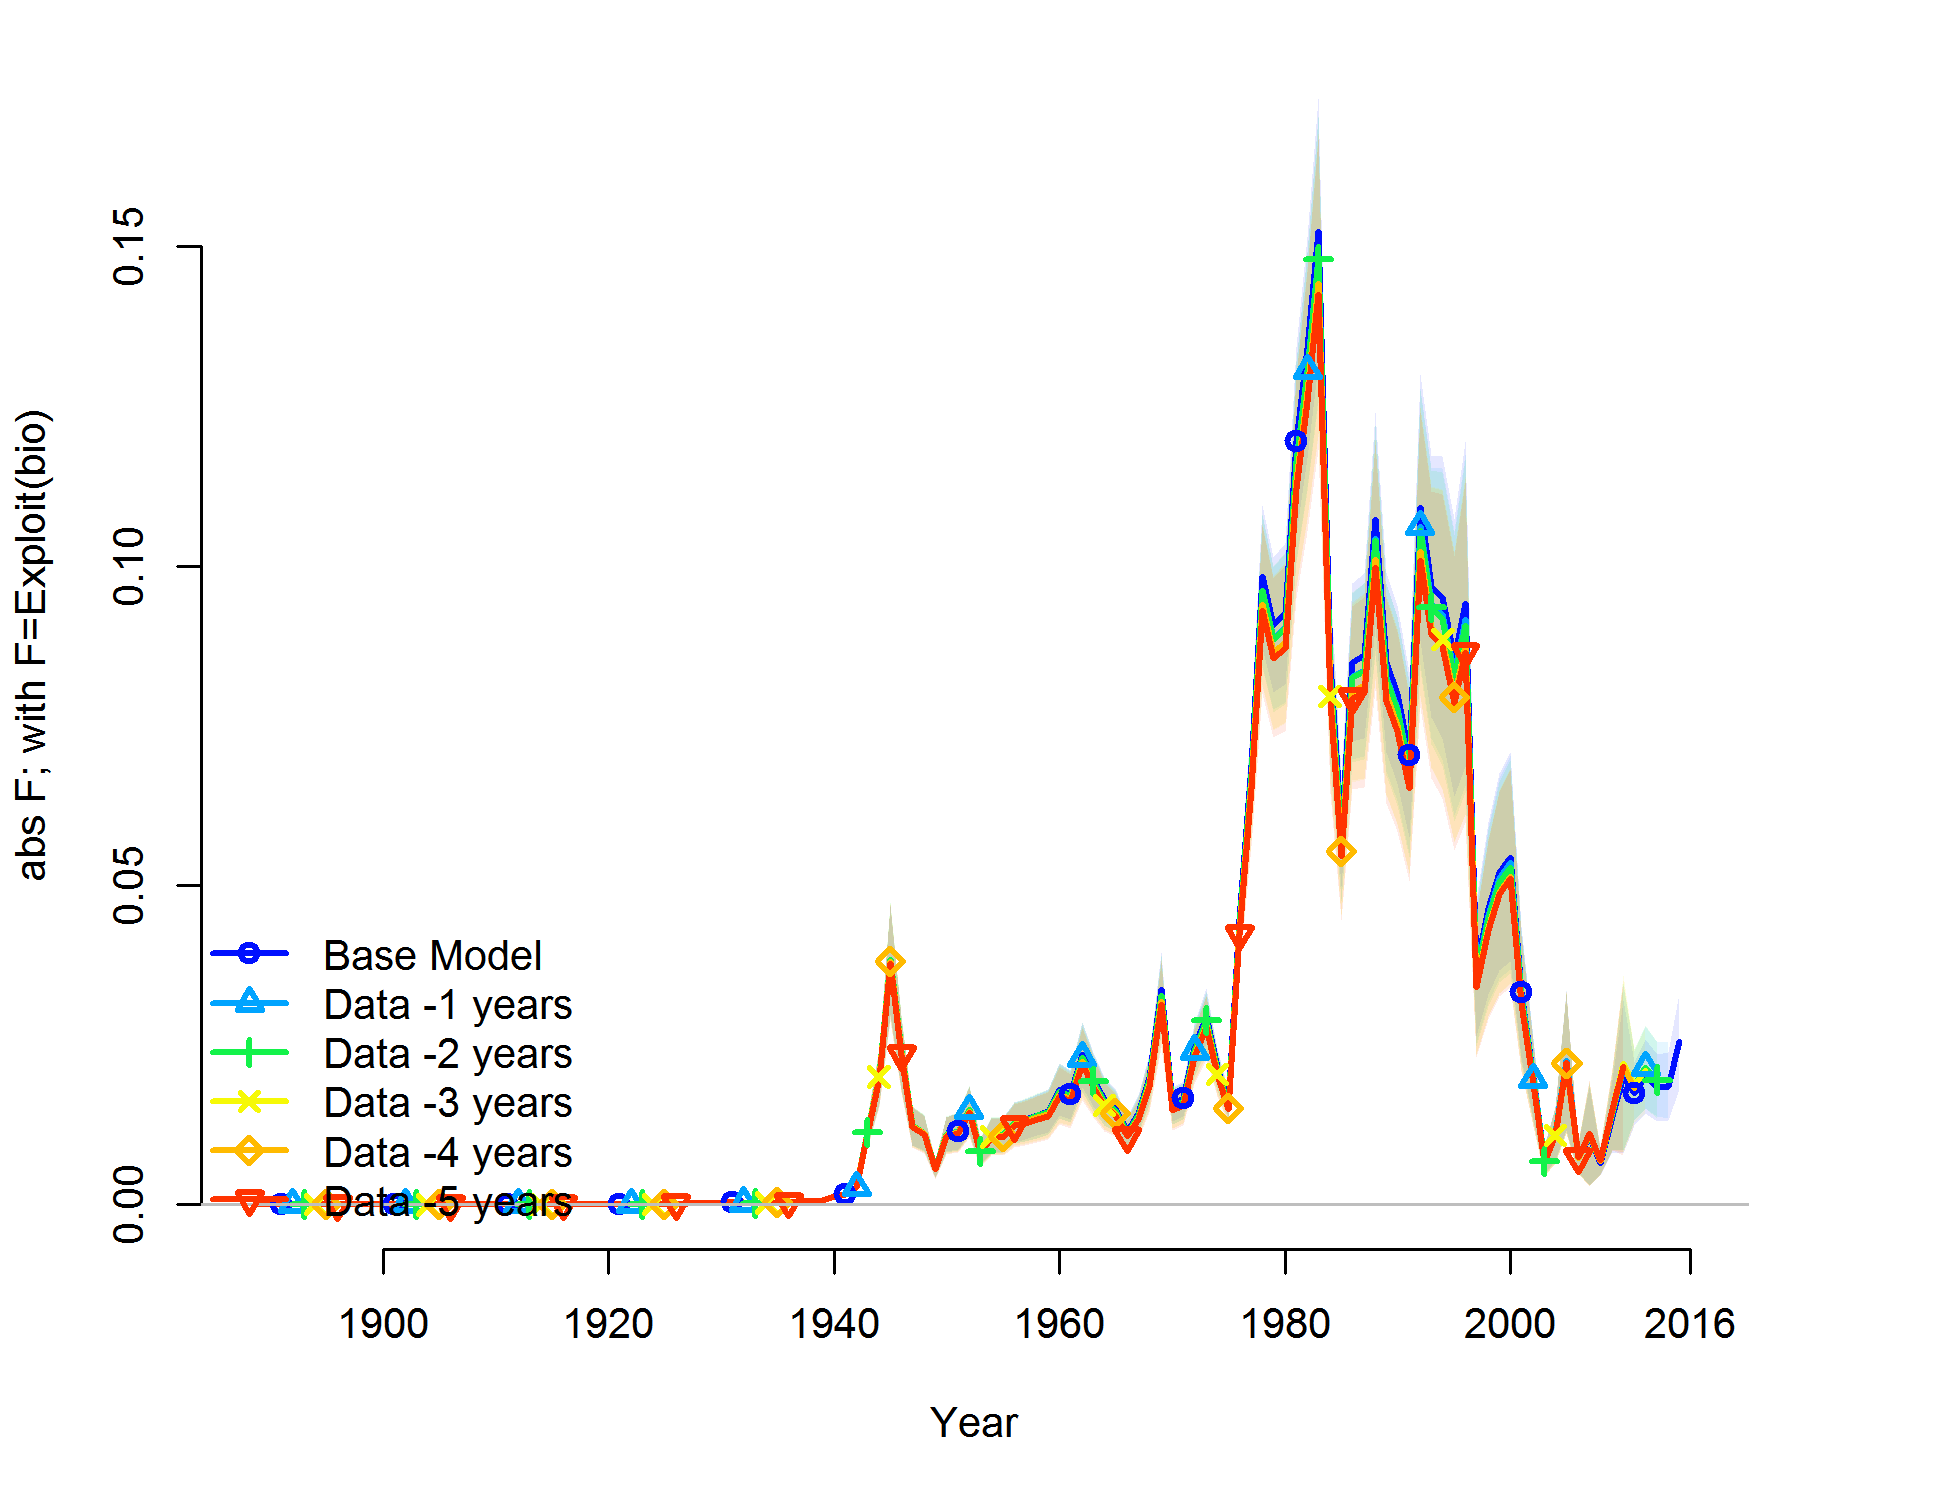 abs F; with F=Exploit(bio)
0.15
0.10
0.05
0.00
Base Model
Data -1 years
Data -2 years
Data -3 years
Data -4 years
Data -5 years
1900 1920 1940 1960 1980 2000 2016
Year